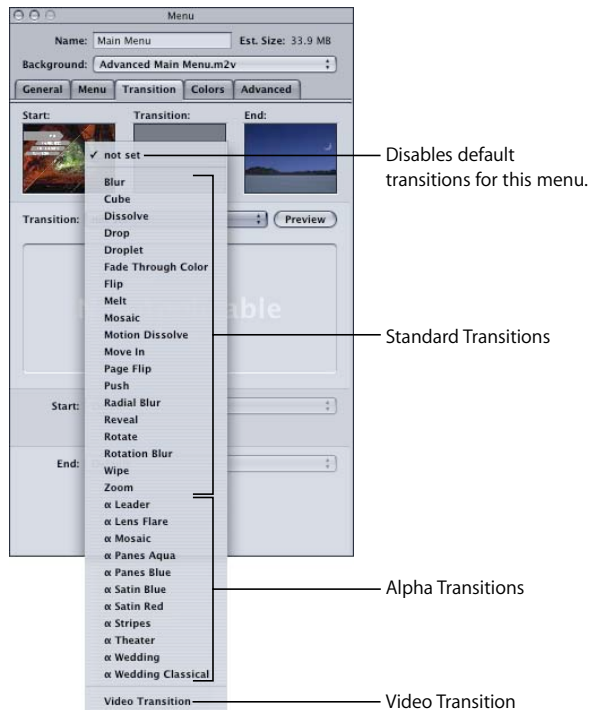 Menu
Name: Main Menu Est. Size: 33.9 MB
Background: Advanced Main Menu.m2v
General Menu Transition Colors Advanced
Start: Transition: End:
✓ not set
Disables default
transitions for this menu.
Transition: Preview
Blur
Cube
Dissolve
Drop
Droplet
Fade Through Color
Flip
Melt
Mosaic
Motion Dissolve
Move In
Page Flip
Push
Radial Blur
Reveal
Rotate
Rotation Blur
Wipe
Zoom
Standard Transitions
Start:
End:
α Leader
α Lens Flare
α Mosaic
α Panes Aqua
α Panes Blue
α Satin Blue
α Satin Red
α Stripes
α Theater
α Wedding
α Wedding Classical
Alpha Transitions
Video Transition
Video Transition